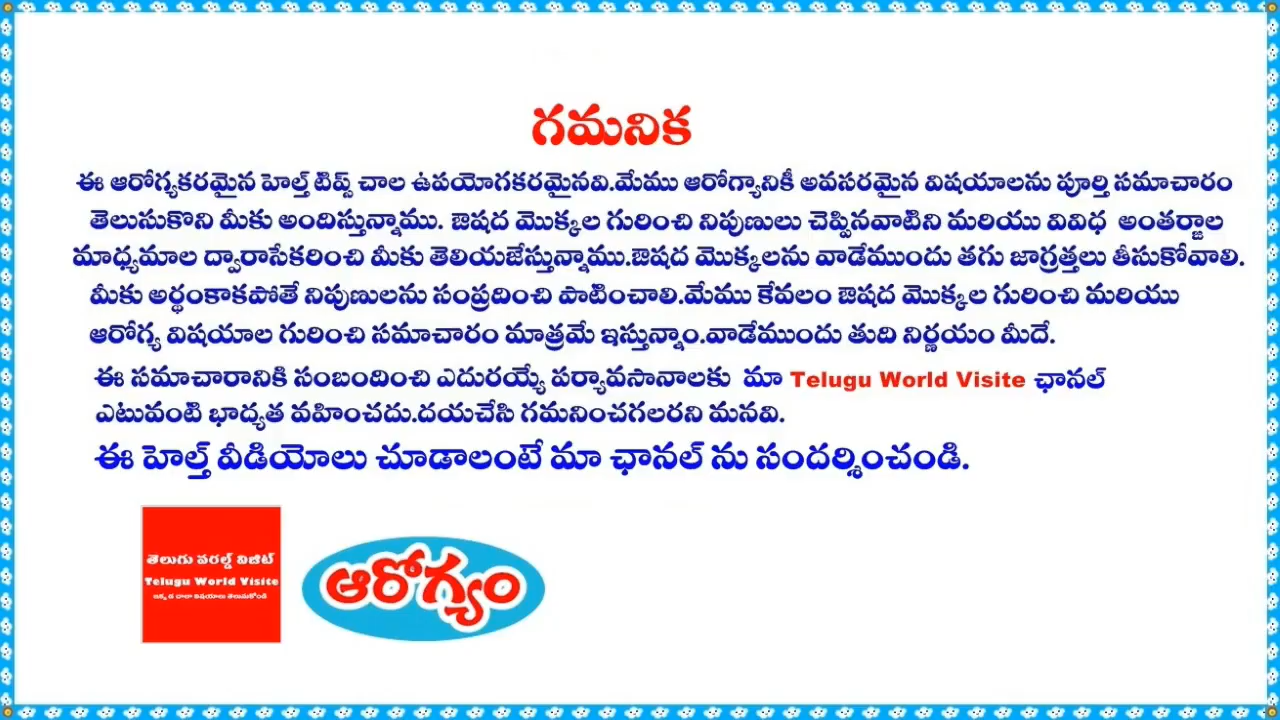 గమనిక
ఈ ఆరోగ్యకరమైన హెల్త్ టిప్స్ చాల ఉపయోగకరమైనవి.మేము ఆరోగ్యానికీ అవసరమైన విషయాలను పూర్తి సమాచారం
తెలుసుకొని మీకు అందిస్తున్నాము. ఔషద మొక్కల గురించి నిపుణులు చెప్పినవాటిని మరియు వివిధ అంతర్జాల
మాధ్యమాల ద్వారాసేకరించి మీకు తెలియజేస్తున్నాము.ఔషద మొక్కలను వాడేముందు తగు జాగ్రత్తలు తీసుకోవాలి.
మీకు అర్థంకాకపోతే నిపుణులను సంప్రదించి పాటించాలి.మేము కేవలం ఔషద మొక్కల గురించి మరియు
ఆరోగ్య విషయాల గురించి సమాచారం మాత్రమే ఇస్తున్నాం.వాడేముందు తుది నిర్ణయం మీదే.
ఈ సమాచారానికి సంబందించి ఎదురయ్యే పర్యావసానాలకు మా Telugu World Visite ఛానల్
ఎటువంటి భాద్యత వహించదు.దయచేసి గమనించగలరని మనవి.
ఈ హెల్త్ వీడియోలు చూడాలంటే మా ఛానల్ ను సందర్శించండి.
తెలుగు వరల్డ్ విజిట్
Telugu World Visite
ఇక్కడ చాలా విషయాలు తెలుసుకోండి
ఆరోగ్యం